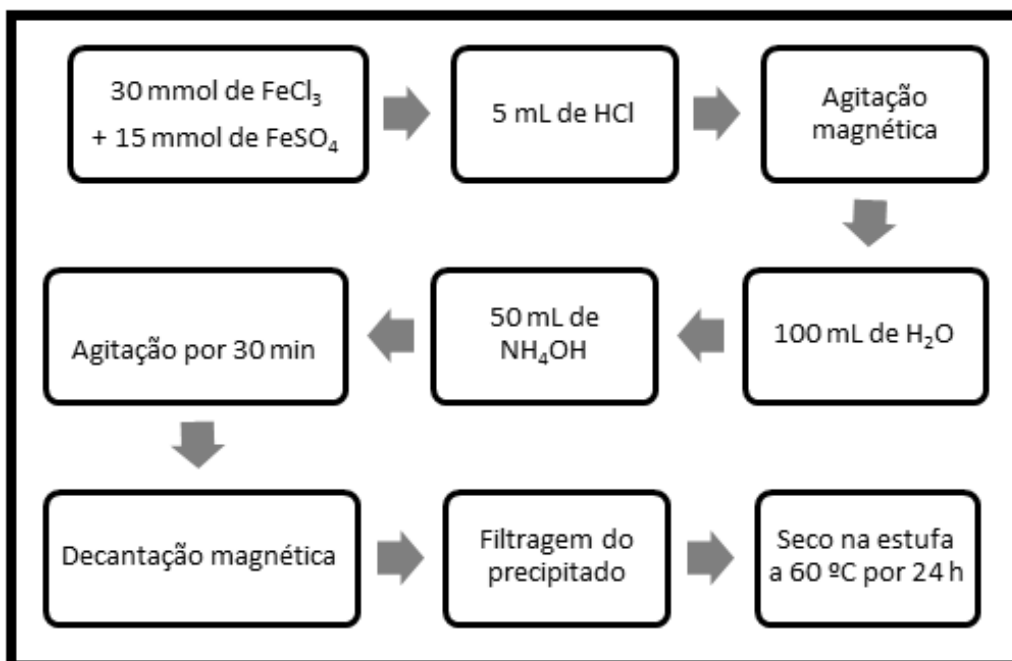 30 mmol de FeCl₃
+ 15 mmol de FeSO₄
5 mL de HCl
Agitação
magnética
100 mL de H₂O
50 mL de
NH₄OH
Agitação por 30 min
Decantação magnética
Filtragem do
precipitado
Seco na estufa
a 60 ºC por 24 h